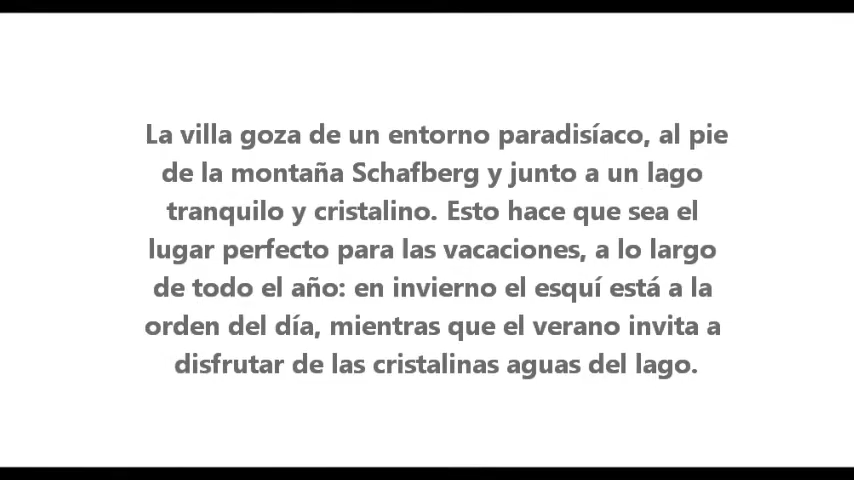 La villa goza de un entorno paradisíaco, al pie
de la montaña Schafberg y junto a un lago
tranquilo y cristalino. Esto hace que sea el
lugar perfecto para las vacaciones, a lo largo
de todo el año: en invierno el esquí está a la
orden del día, mientras que el verano invita a
disfrutar de las cristalinas aguas del lago.